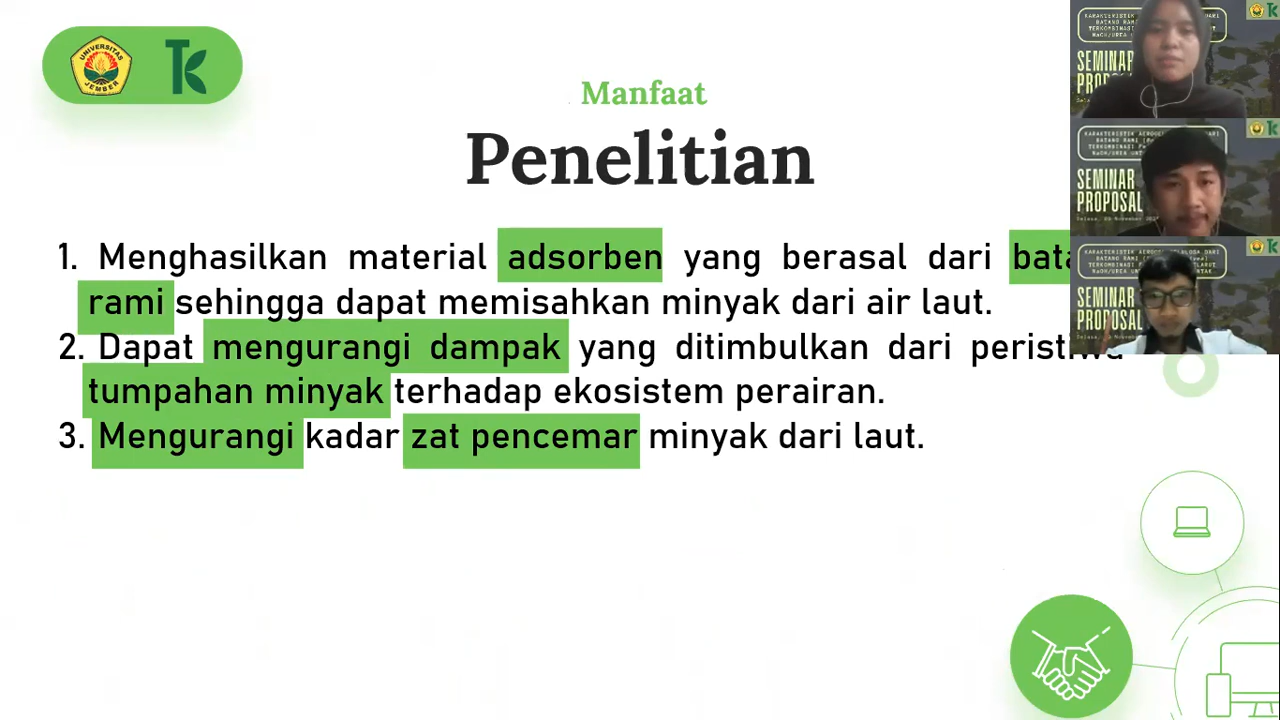 UNIVERSITAS
JEMBER
Manfaat
Penelitian
1. Menghasilkan material adsorben yang berasal dari
rami sehingga dapat memisahkan minyak dari air laut.
2. Dapat mengurangi dampak yang ditimbulkan dari peristiwa
tumpahan minyak terhadap ekosistem perairan.
3. Mengurangi kadar zat pencemar minyak dari laut.
SEMINAR
SEMINAR
PROPOSAL
SEMINAR
PROPOSAL